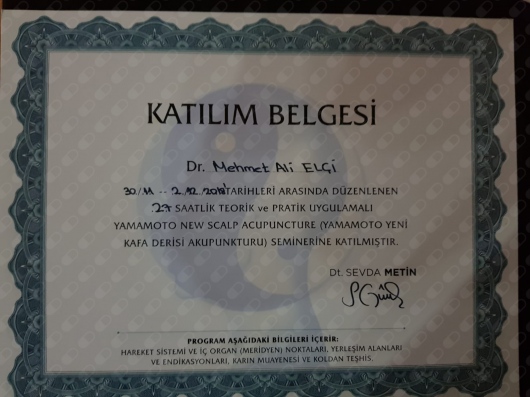 KATILIM BELGESİ
Dr. Mehmet Ali ELÇİ
30/11 -- 2/12/ TARİHLERİ ARASINDA DÜZENLENEN
27 SAATLİK TEORİK ve PRATİK UYGULAMALI
YAMAMOTO NEW SCALP ACUPUNCTURE (YAMAMOTO YENİ
KAFA DERİSİ AKUPUNKTURU) SEMİNERİNE KATILMIŞTIR.
Dt. SEVDA METİN
PROGRAM AŞAĞIDAKİ BİLGİLERİ İÇERİR:
HAREKET SİSTEMİ VE İÇ ORGAN (MERİDYEN) NOKTALARI, YERLEŞİM ALANLARI
VE ENDİKASYONLARI, KARIN MUAYENESİ VE KOLDAN TEŞHİS.